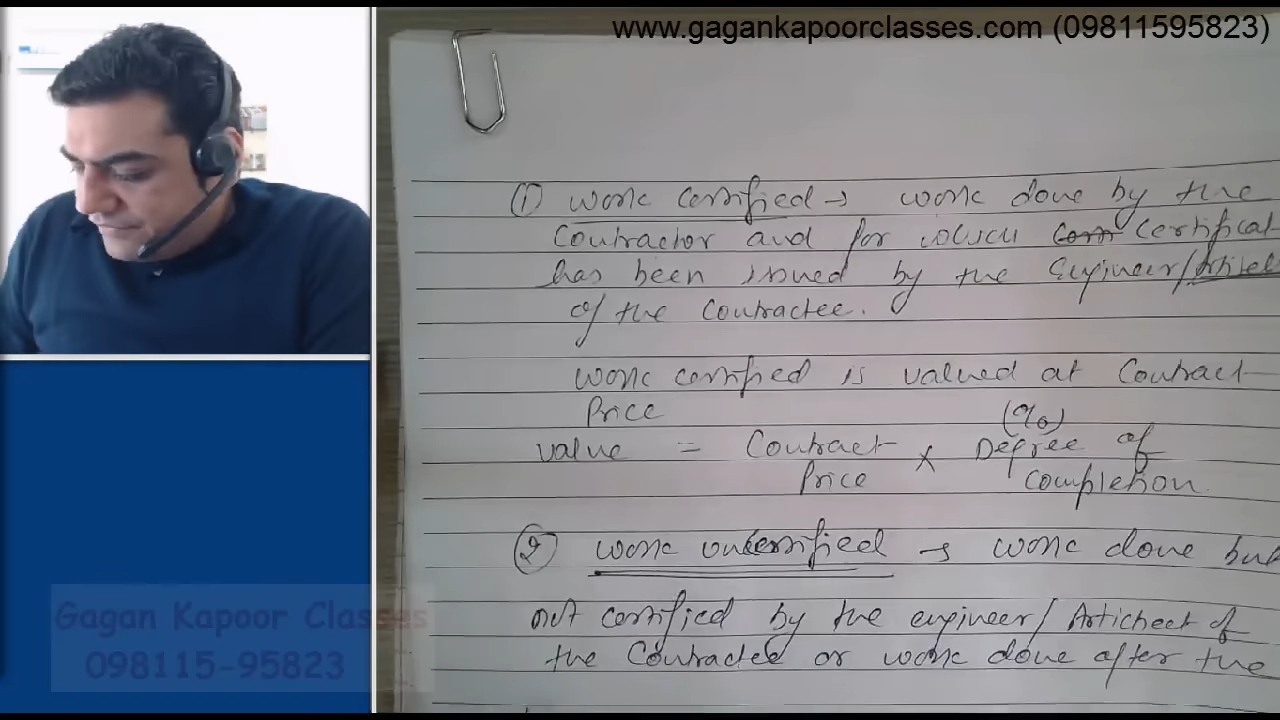 www.gagankapoorclasses.com (09811595823)
① Work certified → work done by the
Contractor and for which certificat
has been issued by the Engineer/
of the Contractee.
Work certified is valued at Contract
Price
(%)
Value = Contract × Degree of
Price Completion.
② Work uncertified → work done but
not certified by the engineer/Articheet of
the Contractee or work done after the
Gagan Kapoor Classes
098115-95823